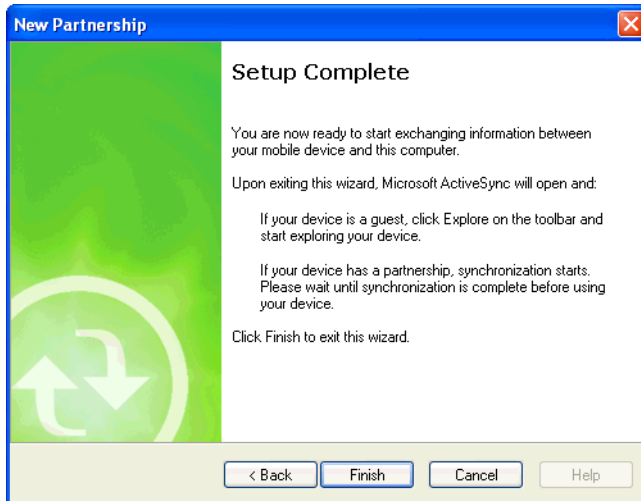 New Partnership
Setup Complete
You are now ready to start exchanging information between
your mobile device and this computer.
Upon exiting this wizard, Microsoft ActiveSync will open and:
If your device is a guest, click Explore on the toolbar and
start exploring your device.
If your device has a partnership, synchronization starts.
Please wait until synchronization is complete before using
your device.
Click Finish to exit this wizard.
< Back Finish Cancel Help